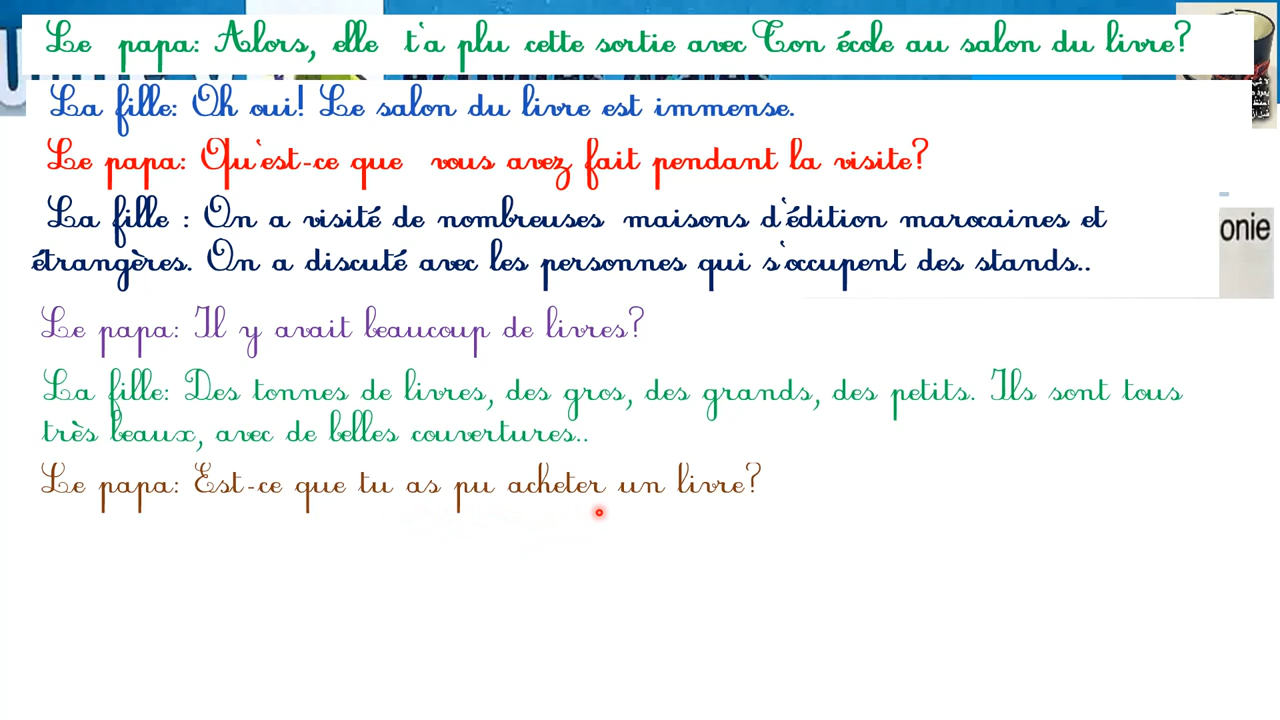 Le papa: Alors, elle t'a plu cette sortie avec Ton école au salon du livre?
La fille: Oh oui! Le salon du livre est immense.
Le papa: Qu'est-ce que vous avez fait pendant la visite?
La fille : On a visité de nombreuses maisons d'édition marocaines et
étrangères. On a discuté avec les personnes qui s'occupent des stands..
onie
Le papa: Il y avait beaucoup de livres?
La fille: Des tonnes de livres, des gros, des grands, des petits. Ils sont tous
très beaux, avec de belles couvertures..
Le papa: Est-ce que tu as pu acheter un livre?